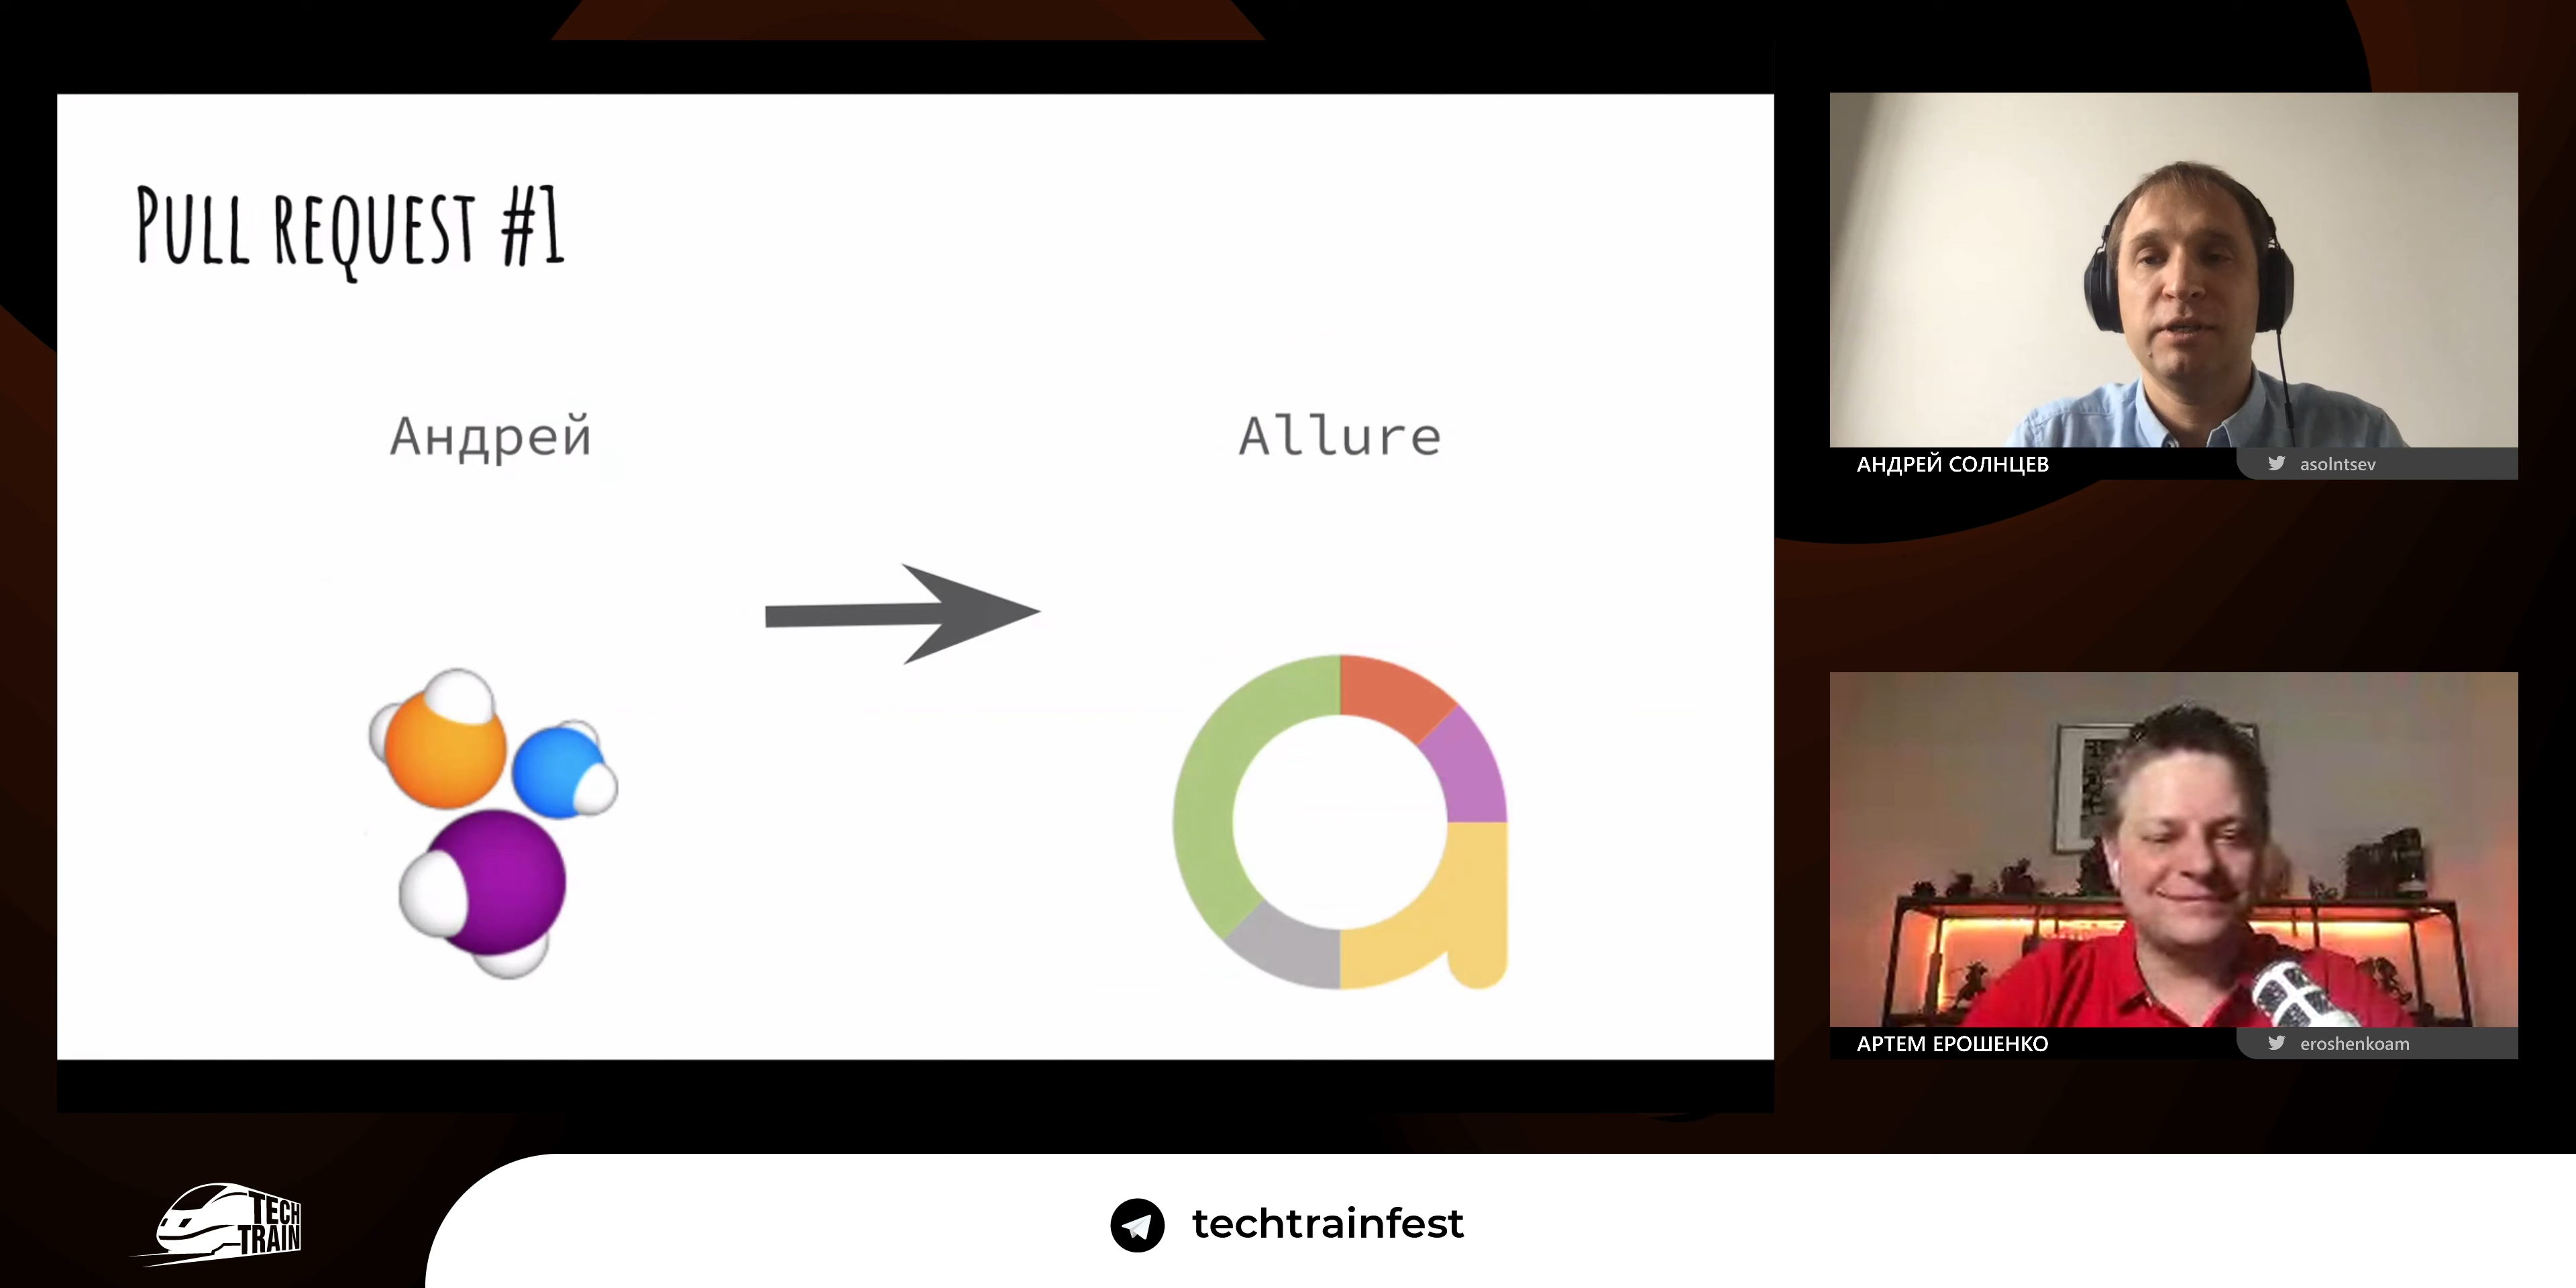 Pull request #1
Андрей
Allure
АНДРЕЙ СОЛНЦЕВ
asolntsev
АРТЕМ ЕРОШЕНКО
eroshenkoam
TECH
TRAIN
techtrainfest